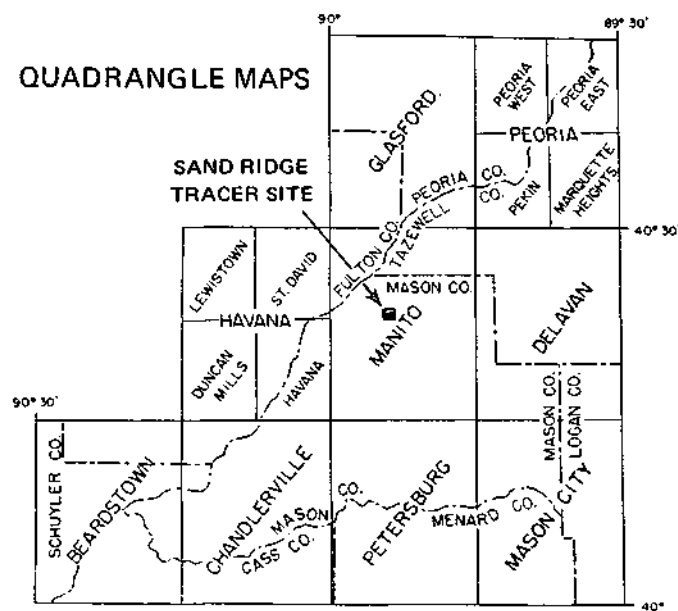 90°
89° 30'
QUADRANGLE MAPS
PEORIA
WEST
PEORIA
EAST
GLASFORD
PEORIA
SAND RIDGE
TRACER SITE
PEORIA CO.
TAZEWELL CO.
PEKIN
MARQUETTE
HEIGHTS
40° 30'
LEWISTOWN
ST. DAVID
FULTON CO.
MASON CO.
HAVANA
MANITO
DELAVAN
DUNCAN
MILLS
HAVANA
90° 30'
MASON CO.
LOGAN CO.
SCHUYLER CO.
BEARDSTOWN
CHANDLERVILLE
MASON CO.
CASS CO.
PETERSBURG
MENARD CO.
MASON CITY
40°